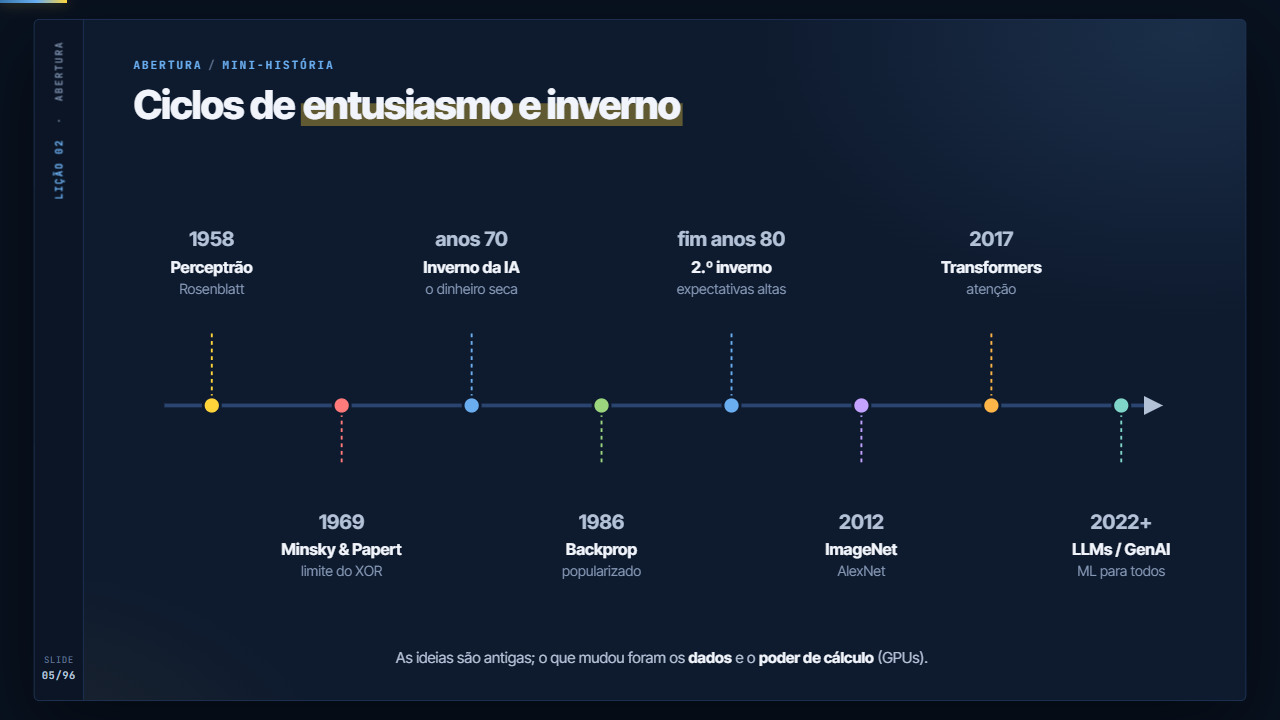 LIÇÃO 02 · ABERTURA
ABERTURA / MINI-HISTÓRIA
Ciclos de entusiasmo e inverno
1958
Perceptrão
Rosenblatt
anos 70
Inverno da IA
o dinheiro seca
fim anos 80
2.º inverno
expectativas altas
2017
Transformers
atenção
1969
Minsky & Papert
limite do XOR
1986
Backprop
popularizado
2012
ImageNet
AlexNet
2022+
LLMs / GenAI
ML para todos
As ideias são antigas; o que mudou foram os dados e o poder de cálculo (GPUs).
SLIDE
05/96